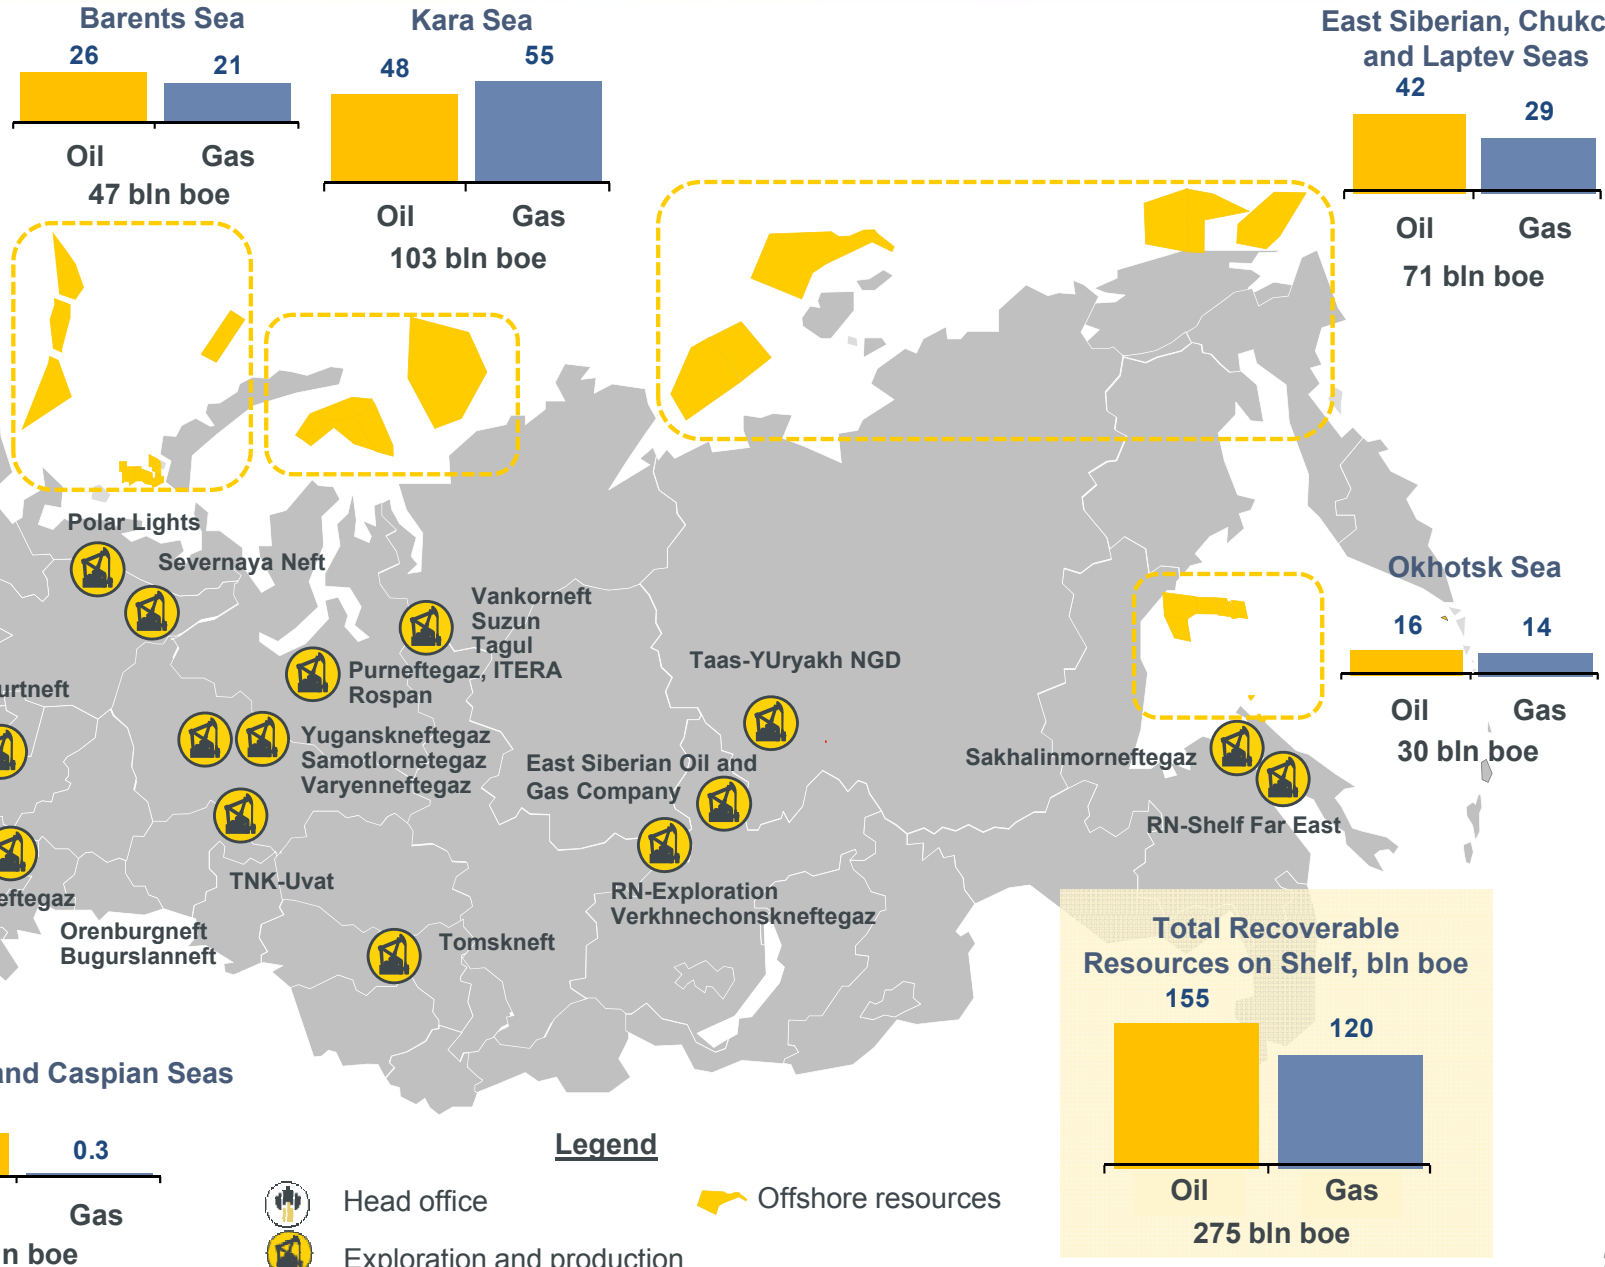 Barents Sea
26
21
Oil
Gas
47 bln boe
Kara Sea
48
55
Oil
Gas
103 bln boe
East Siberian, Chukc
and Laptev Seas
42
29
Oil
Gas
71 bln boe
Polar Lights
Severnaya Neft
Vankorneft
Suzun
Tagul
Purneftegaz, ITERA
Rospan
urtneft
Yuganskneftegaz
Samotlornetegaz
Varyenneftegaz
Taas-YUryakh NGD
East Siberian Oil and
Gas Company
Okhotsk Sea
16
14
Oil
Gas
30 bln boe
Sakhalinmorneftegaz
RN-Shelf Far East
TNK-Uvat
eftegaz
Orenburgneft
Bugurslanneft
RN-Exploration
Verkhnechonskneftegaz
Tomskneft
Total Recoverable
Resources on Shelf, bln boe
155
120
Oil
Gas
275 bln boe
and Caspian Seas
0.3
Gas
n boe
Legend
Head office
Offshore resources
Exploration and production